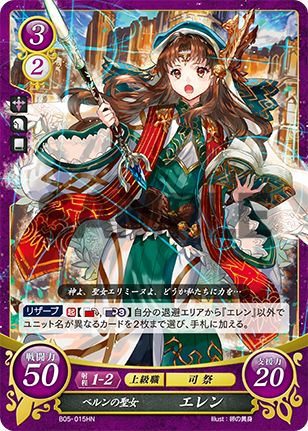 3
2
神よ、聖女エリミーヌよ、どうか私たちに力を…
リザーブ 起 自分の退避エリアから『エレン』以外で
ユニット名が異なるカードを2枚まで選び、手札に加える。
戦闘力
50
射程 1-2 上級職 司祭
支援力
20
ベルンの聖女 エレン
B05-015HN
Illust:卵の黄身